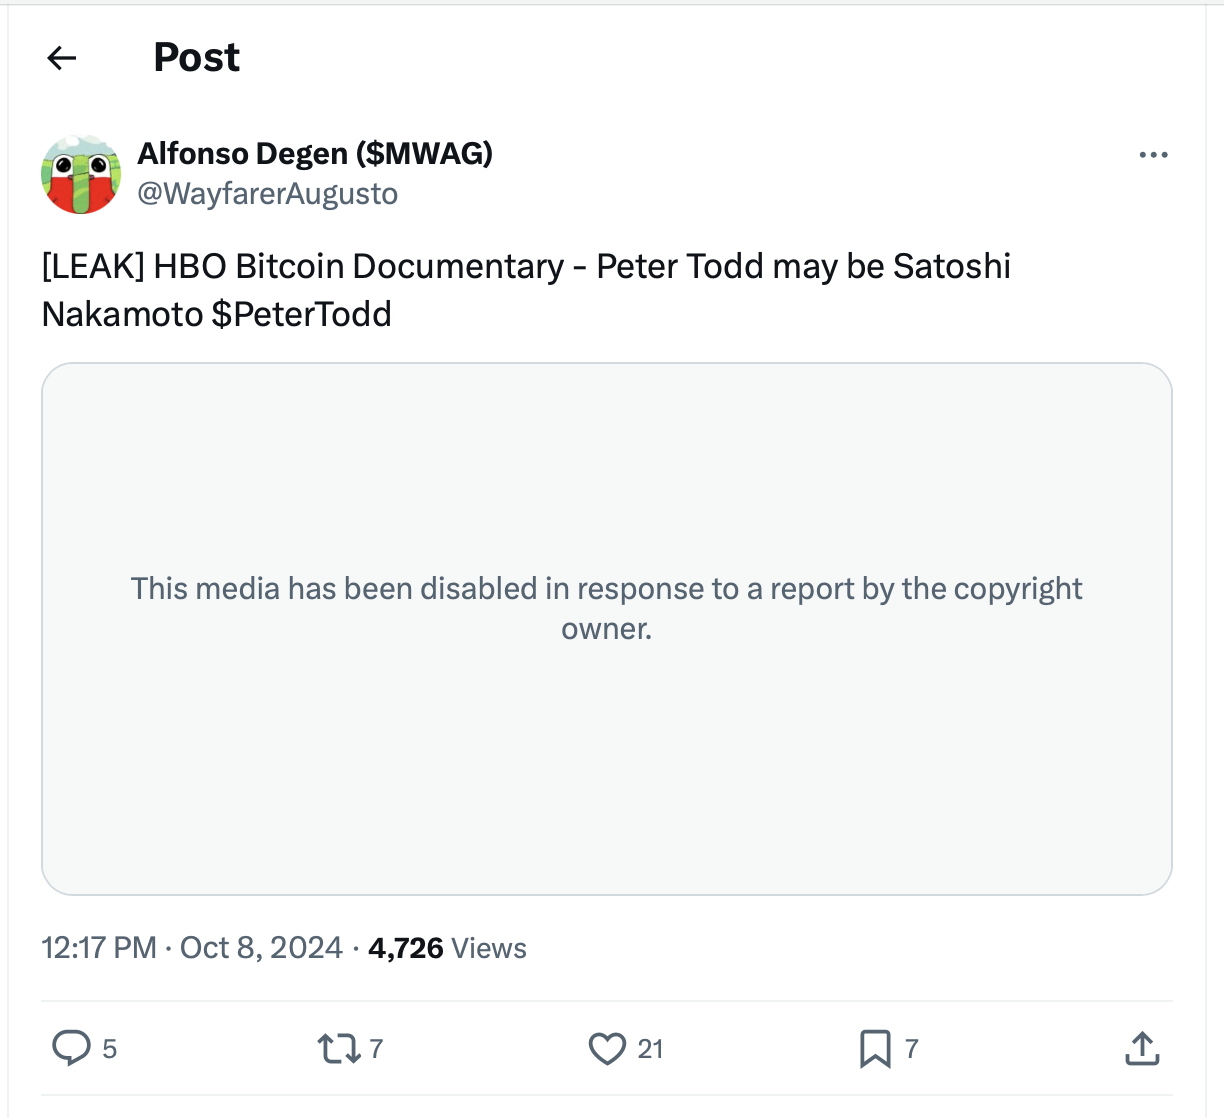 Post
Alfonso Degen ($MWAG)
@WayfarerAugusto
[LEAK] HBO Bitcoin Documentary - Peter Todd may be Satoshi
Nakamoto $PeterTodd
This media has been disabled in response to a report by the copyright
owner.
12:17 PM · Oct 8, 2024 · 4,726 Views
5 7 21 7